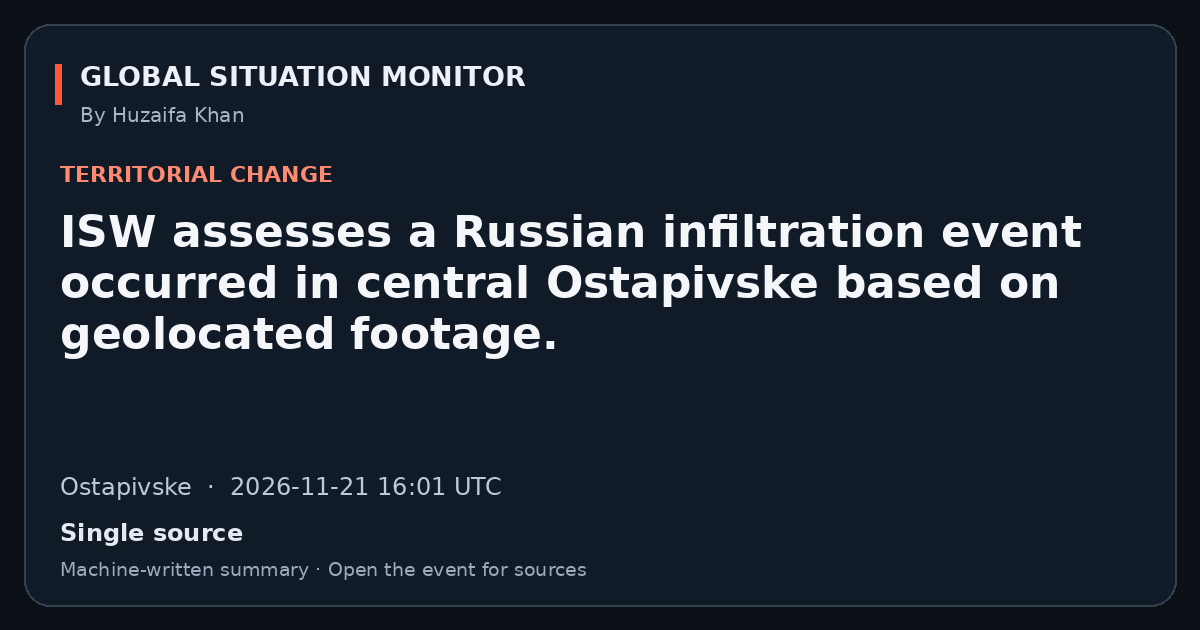 GLOBAL SITUATION MONITOR
By Huzaifa Khan
TERRITORIAL CHANGE
ISW assesses a Russian infiltration event
occurred in central Ostapivske based on
geolocated footage.
Ostapivske · 2026-11-21 16:01 UTC
Single source
Machine-written summary · Open the event for sources